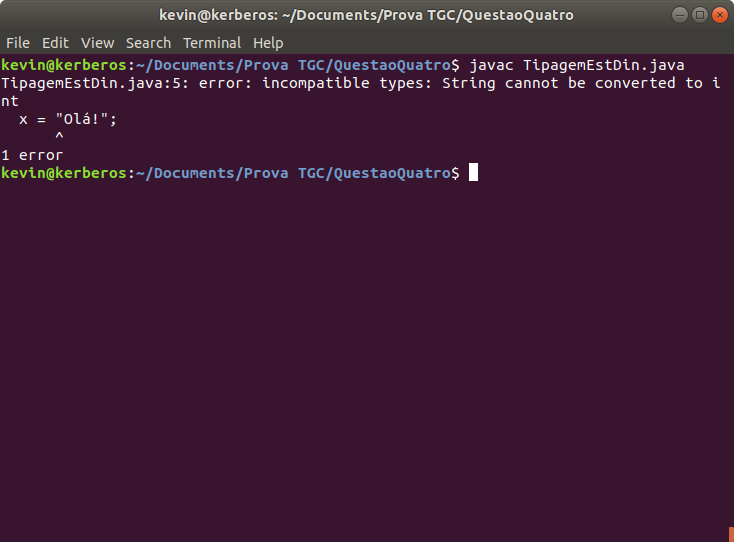 kevin@kerberos: ~/Documents/Prova TGC/QuestaoQuatro
File Edit View Search Terminal Help
kevin@kerberos:~/Documents/Prova TGC/QuestaoQuatro$ javac TipagemEstDin.java
TipagemEstDin.java:5: error: incompatible types: String cannot be converted to i
nt
  x = "Olá!";
      ^
1 error
kevin@kerberos:~/Documents/Prova TGC/QuestaoQuatro$